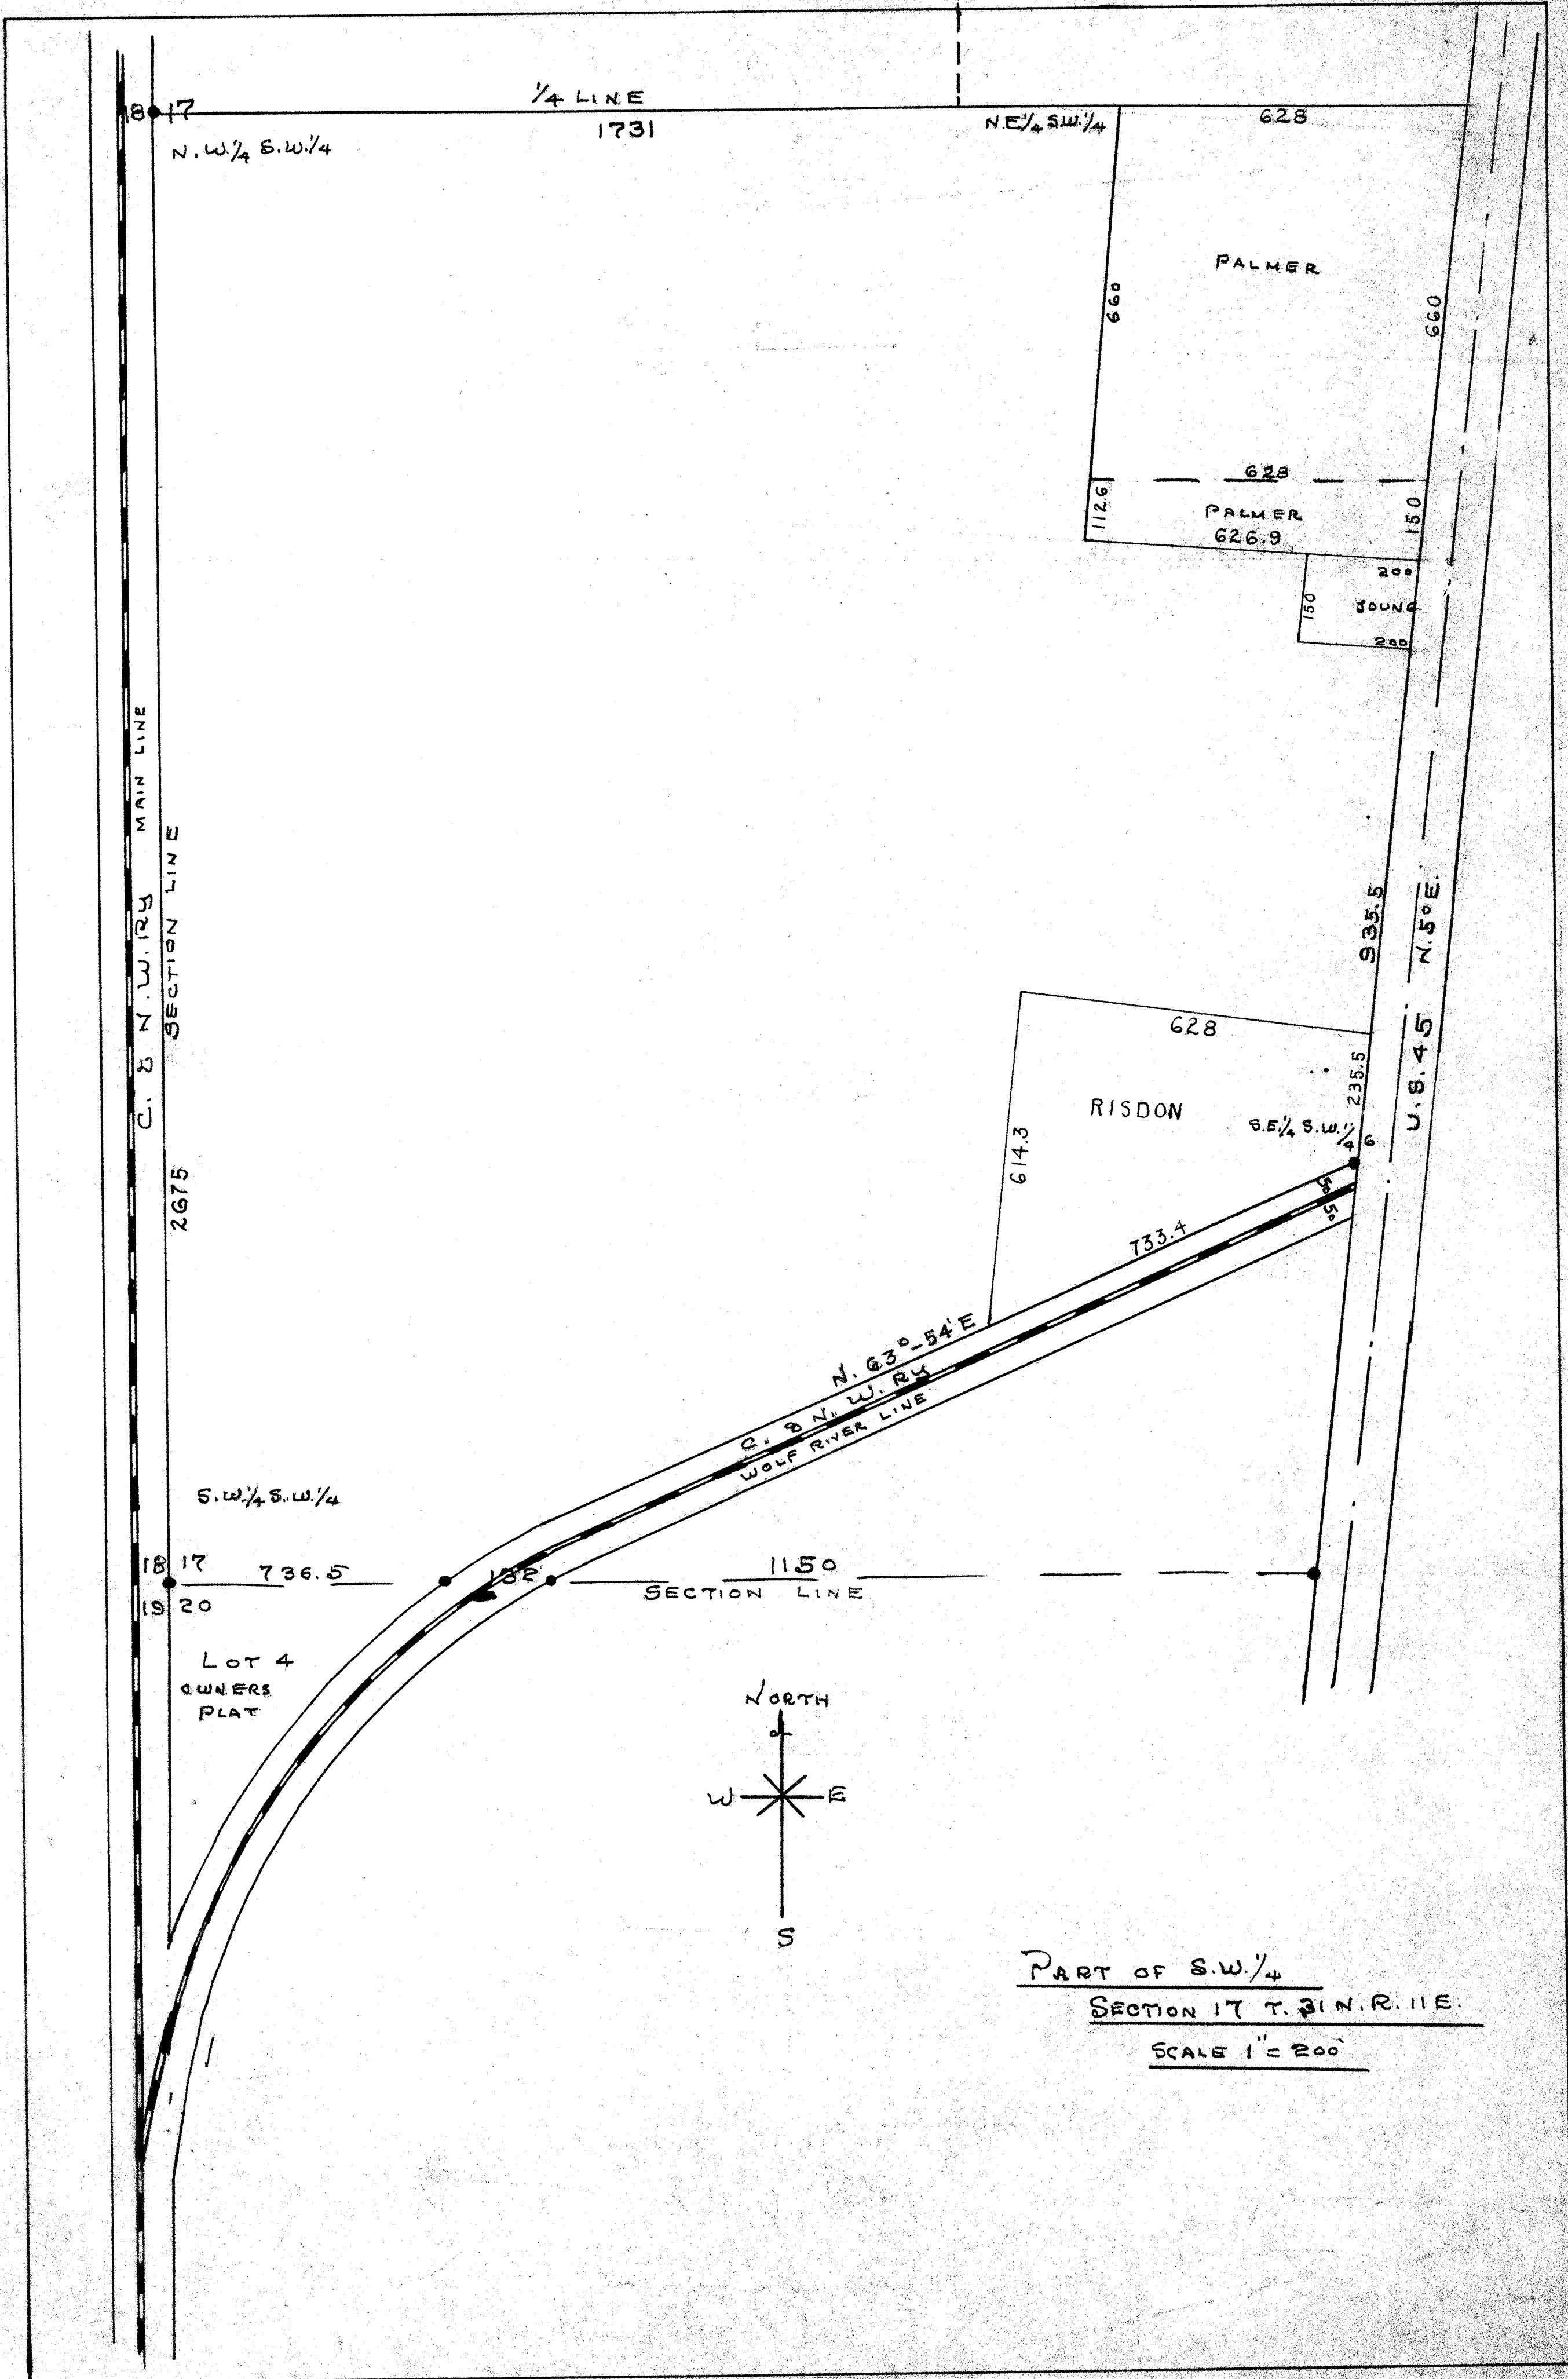 1/4 LINE
18 17
1731
N.E.1/4 S.W.1/4
628
N.W.1/4 S.W.1/4
PALMER
660
660
628
112.6
PALMER
150
626.9
200
150
200
MAIN LINE
C. & N.W. RY
SECTION LINE
2675
935.5
U.S. 45 N.5°E.
628
235.5
RISDON
S.E.1/4 S.W.1/4
6
614.3
50
50
733.4
N. 63°-54'E
C. & N.W. RY
WOLF RIVER LINE
S.W.1/4 S.W.1/4
18 17
736.5
132
1150
SECTION LINE
19 20
LOT 4
OWNERS
PLAT
NORTH
W E
S
PART OF S.W.1/4
SECTION 17 T. 31 N. R. 11 E.
SCALE 1" = 200'